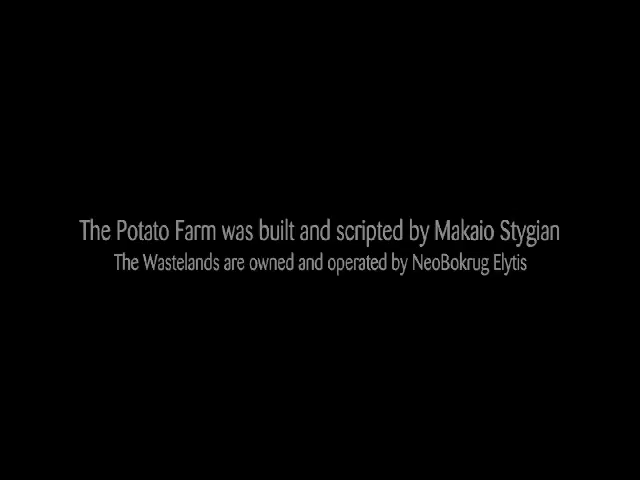 The Potato Farm was built and scripted by Makaio Stygian
The Wastelands are owned and operated by NeoBokrug Elytis